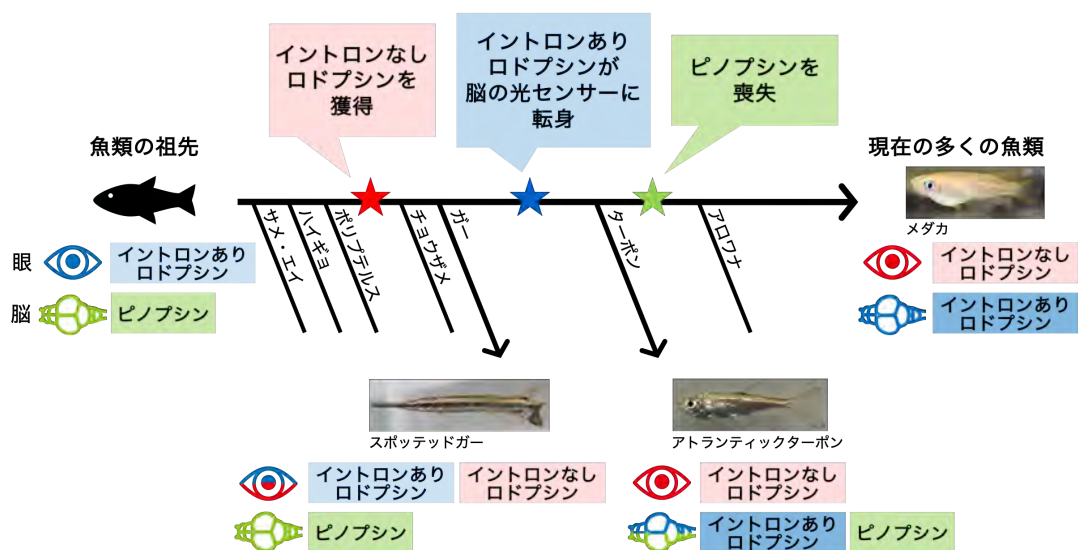 イントロンなし
ロドプシンを
獲得
イントロンあり
ロドプシンが
脳の光センサーに
転身
ピノプシンを
喪失
魚類の祖先
現在の多くの魚類
サメ・エイ
ハイギョ
ポリプテルス
チョウザメ
ガー
ターポン
アロワナ
メダカ
眼
イントロンあり
ロドプシン
脳
ピノプシン
イントロンなし
ロドプシン
イントロンあり
ロドプシン
スポッテッドガー
イントロンあり
ロドプシン
イントロンなし
ロドプシン
ピノプシン
アトランティックターポン
イントロンなし
ロドプシン
イントロンあり
ロドプシン
ピノプシン